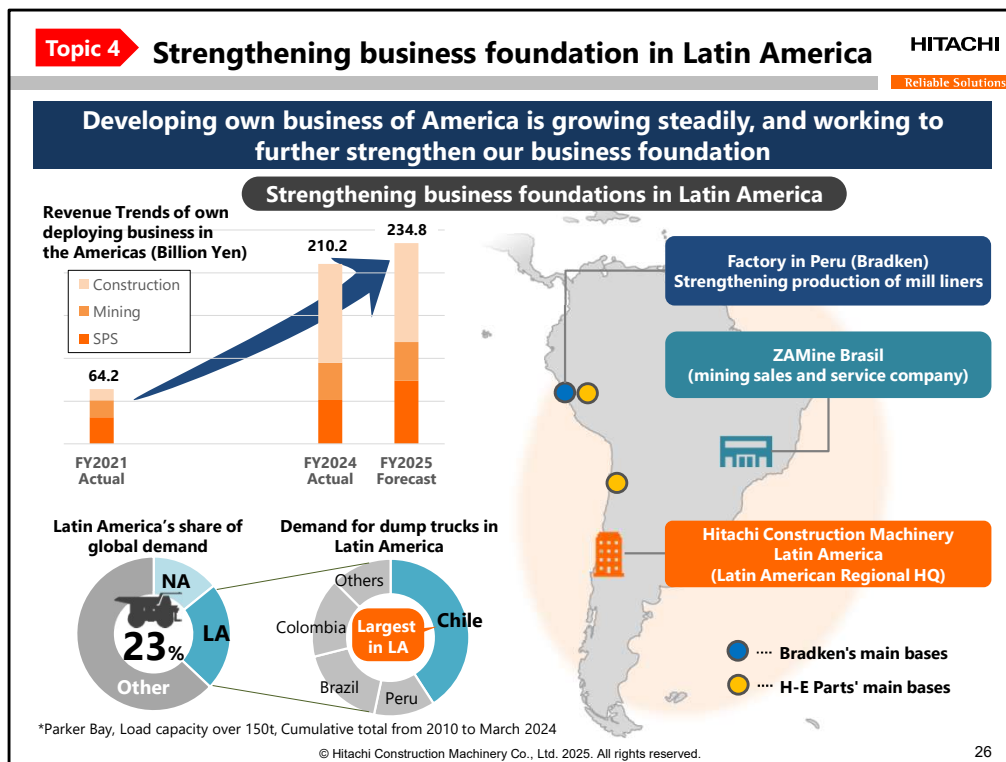 Topic 4
Strengthening business foundation in Latin America
HITACHI
Reliable Solutions
Developing own business of America is growing steadily, and working to
further strengthen our business foundation
Strengthening business foundations in Latin America
Revenue Trends of own
deploying business in
the Americas (Billion Yen)
Construction
Mining
SPS
64.2
210.2
234.8
FY2021
Actual
FY2024
Actual
FY2025
Forecast
Factory in Peru (Bradken)
Strengthening production of mill liners
ZAMine Brasil
(mining sales and service company)
Hitachi Construction Machinery
Latin America
(Latin American Regional HQ)
Latin America's share of
global demand
NA
LA
Other
23%
Demand for dump trucks in
Latin America
Others
Colombia
Brazil
Peru
Chile
Largest
in LA
···· Bradken's main bases
···· H-E Parts' main bases
*Parker Bay, Load capacity over 150t, Cumulative total from 2010 to March 2024
© Hitachi Construction Machinery Co., Ltd. 2025. All rights reserved.
26